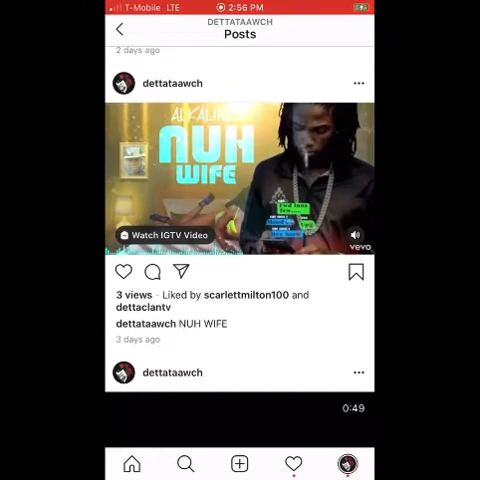 T-Mobile LTE 2:56 PM
DETTATAAWCH
Posts
2 days ago
dettataawch
ALKALINE
NUH
WIFE
Watch IGTV Video
vevo
3 views · Liked by scarlettmilton100 and
dettaclantv
dettataawch NUH WIFE
3 days ago
dettataawch
0:49